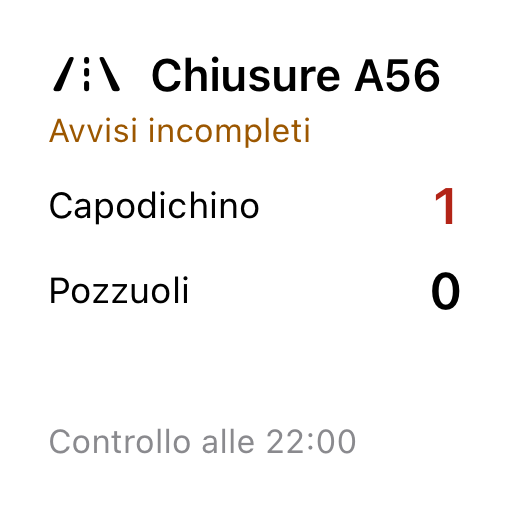 Chiusure A56
Avvisi incompleti
Capodichino 1
Pozzuoli 0
Controllo alle 22:00